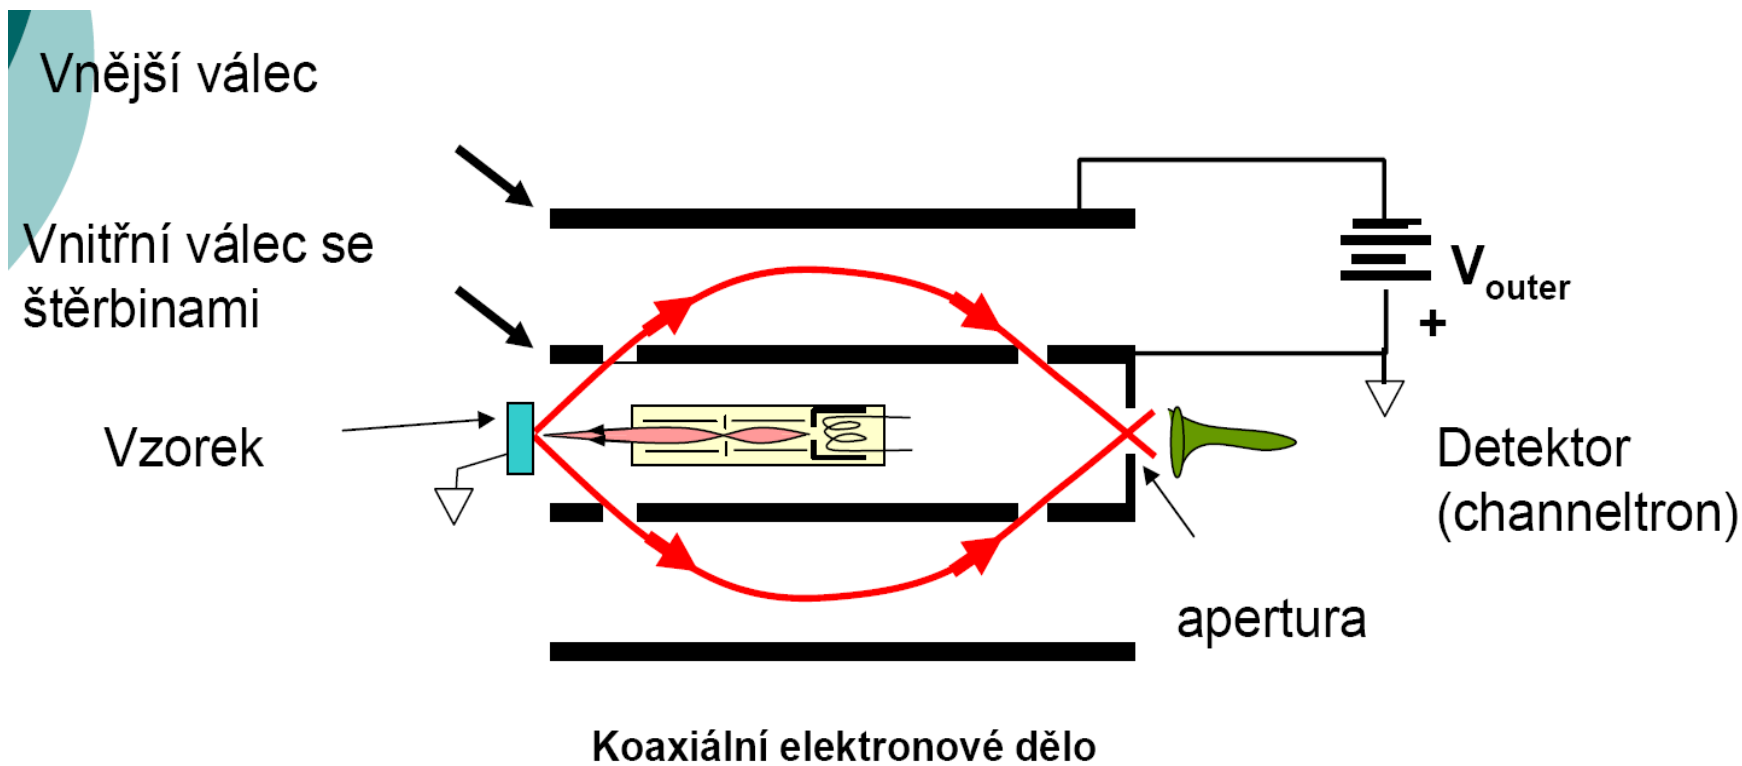 Vnější válec
Vnitřní válec se
štěrbinami
Vzorek
V outer
+
Detektor
(channeltron)
apertura
Koaxiální elektronové dělo